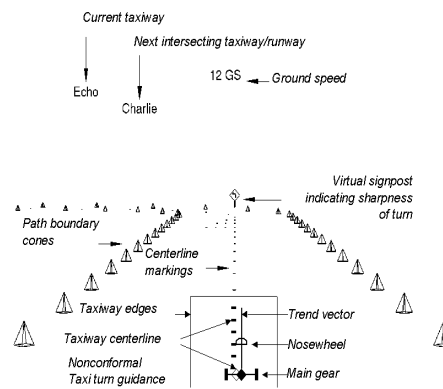 Current taxiway
Next intersecting taxiway/runway
12 GS
Ground speed
Echo
Charlie
Virtual signpost
indicating sharpness
of turn
Path boundary
cones
Centerline
markings
Taxiway edges
Trend vector
Taxiway centerline
Nosewheel
Nonconformal
Taxi turn guidance
Main gear